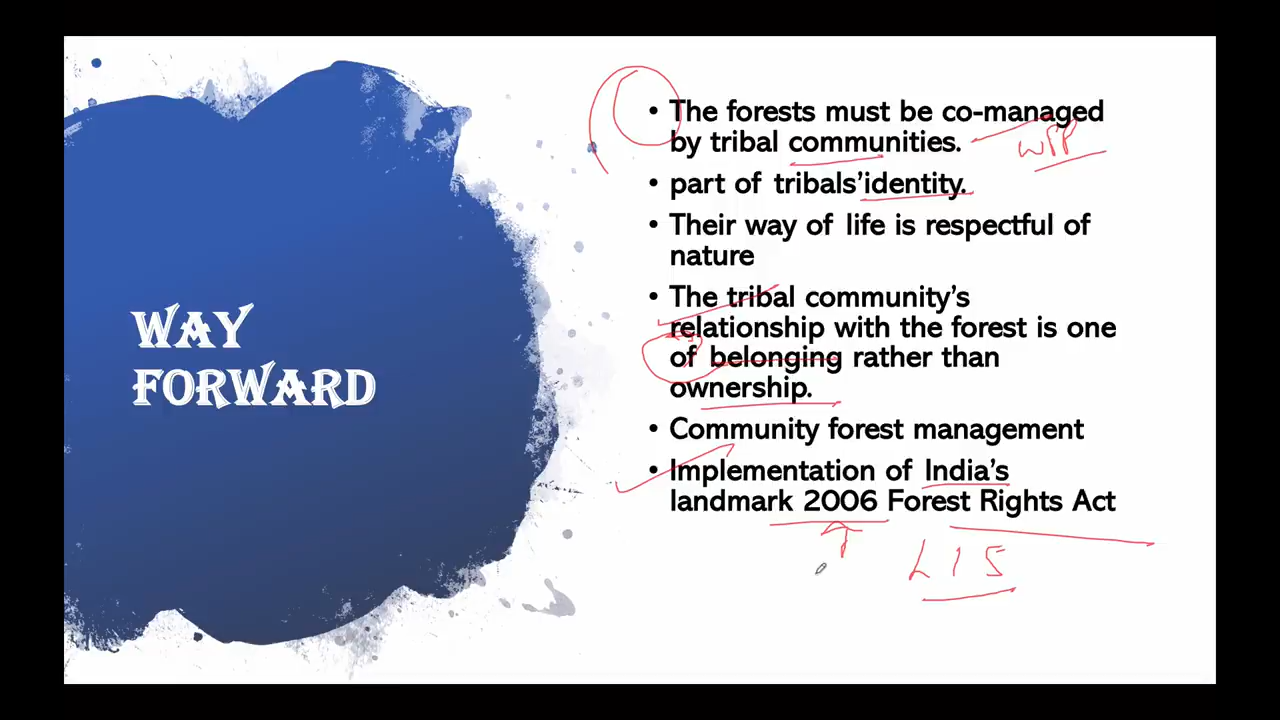 WAY
FORWARD
• The forests must be co-managed
by tribal communities.
• part of tribals'identity.
• Their way of life is respectful of
nature
• The tribal community's
relationship with the forest is one
of belonging rather than
ownership.
• Community forest management
• Implementation of India's
landmark 2006 Forest Rights Act